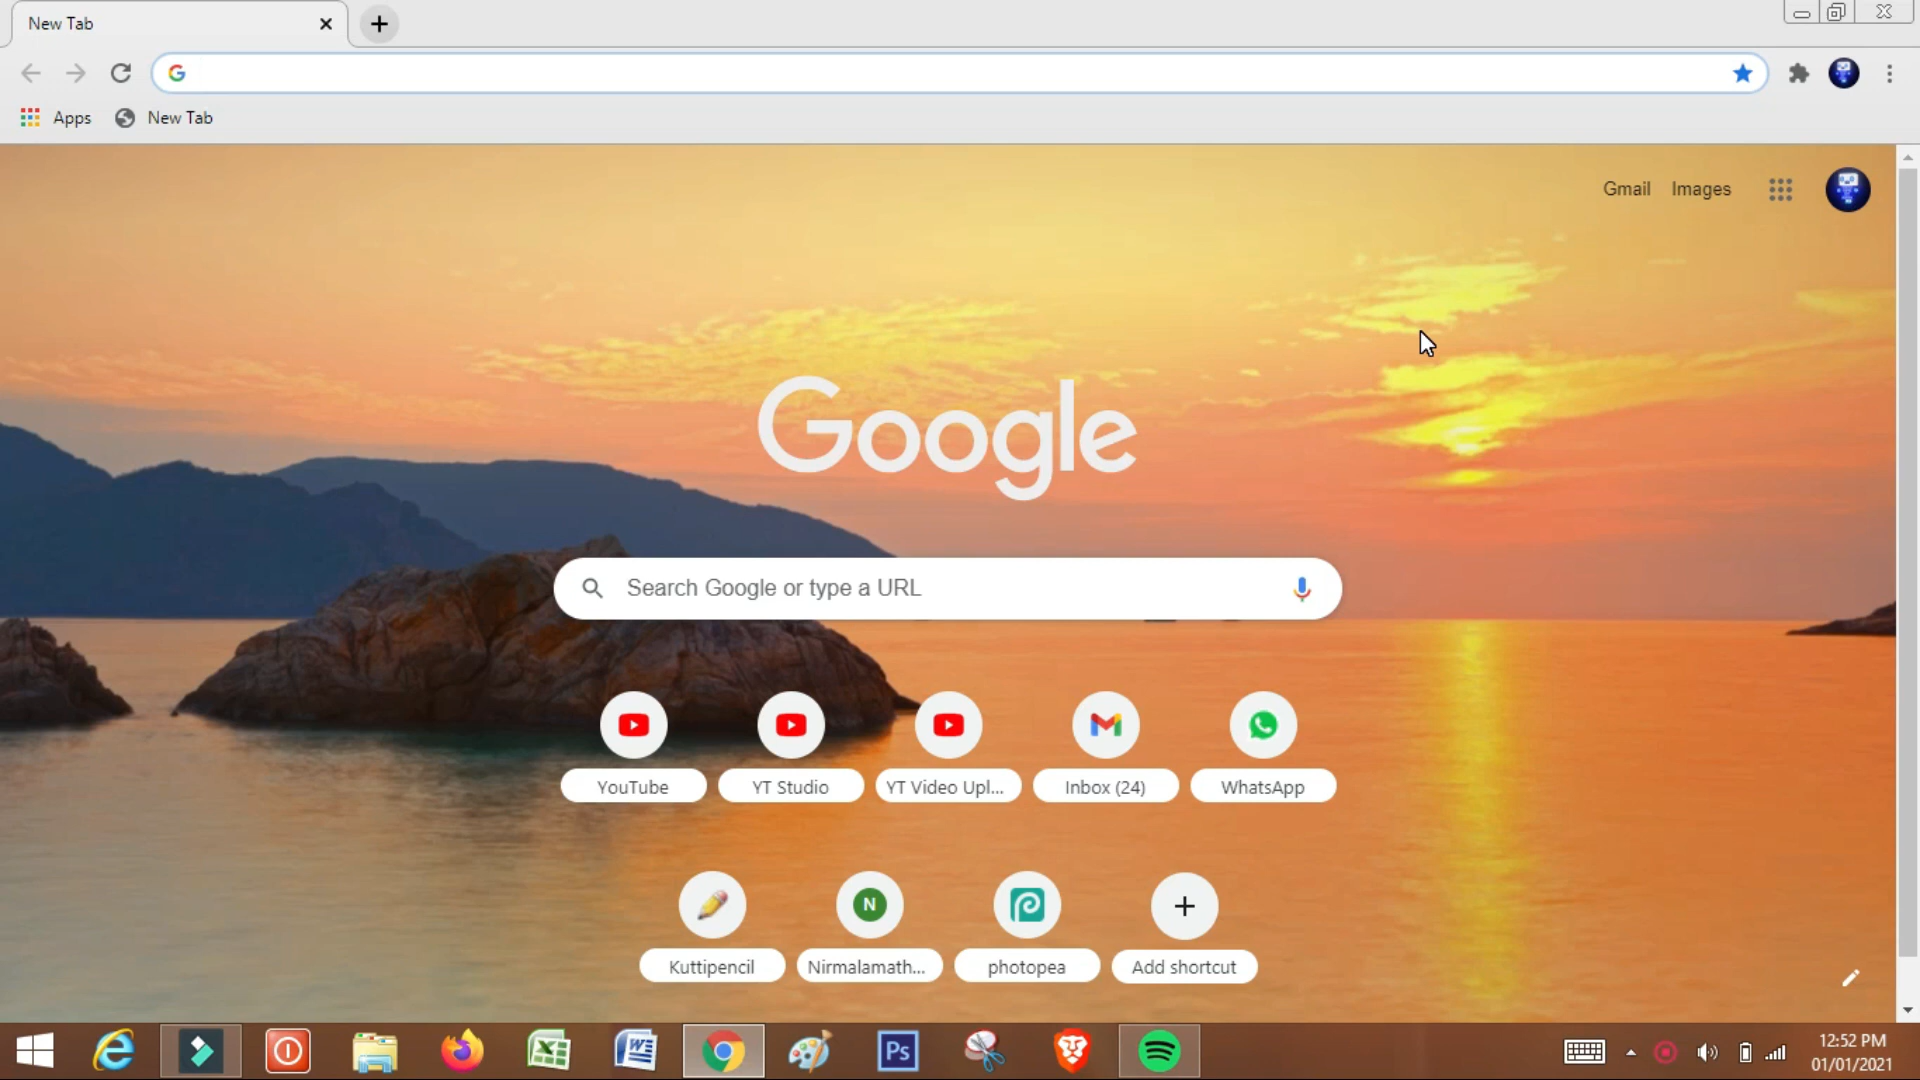 New Tab
Apps
New Tab
Gmail
Images
Google
Search Google or type a URL
YouTube
YT Studio
YT Video Upl...
Inbox (24)
WhatsApp
N
Kuttipencil
Nirmalamath...
photopea
Add shortcut
Ps
12:52 PM
01/01/2021